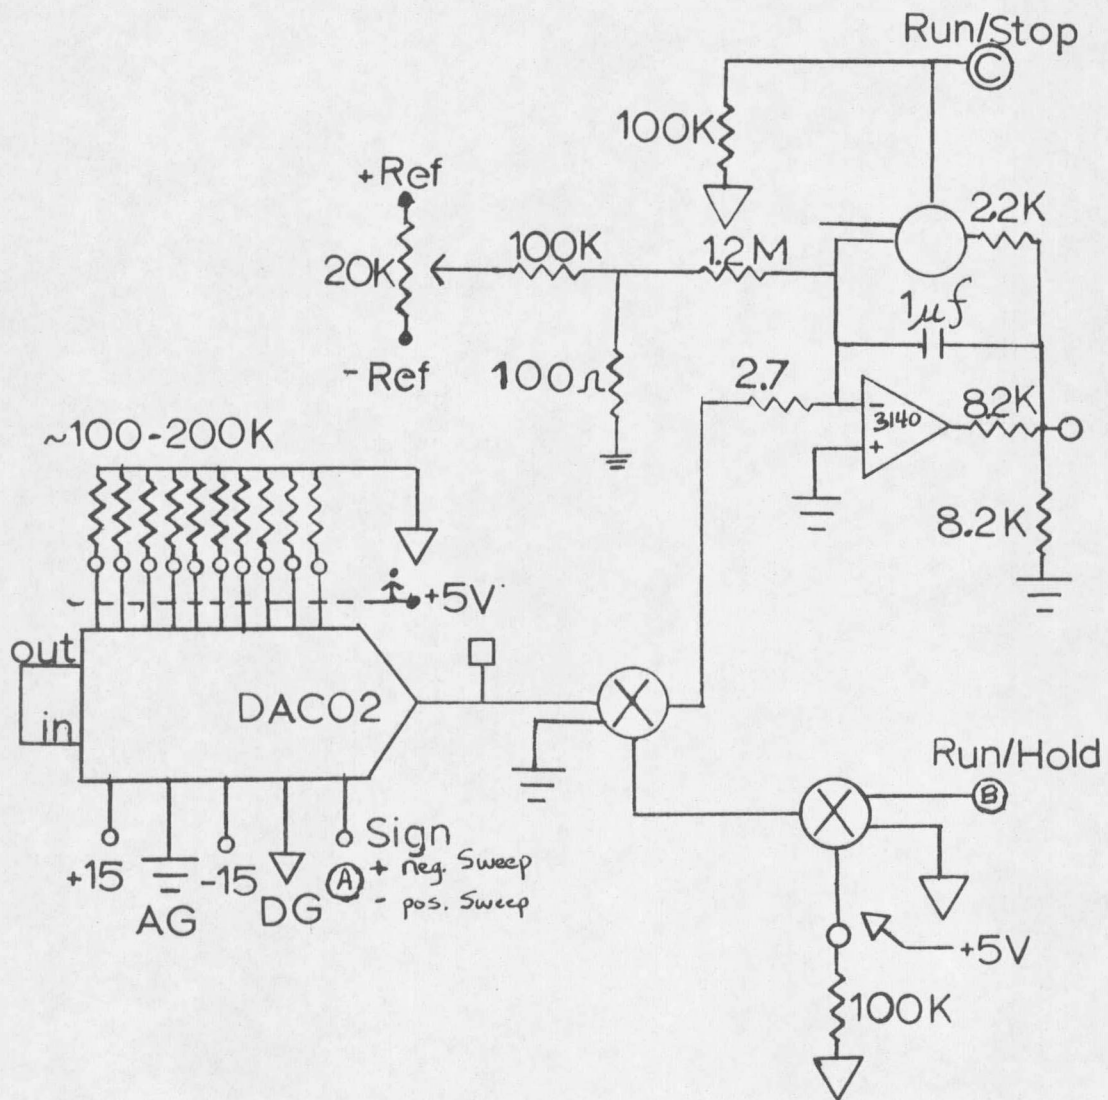 Run/Stop
C
100K
+Ref
2.2K
100K
1.2M
20K
1μf
-Ref
100Ω
2.7
~100-200K
-
3140
8.2K
+
8.2K
+5V
out
in
DAC02
Run/Hold
B
Sign
+15
AG
-15
DG
A
+ neg. Sweep
- pos. Sweep
+5V
100K